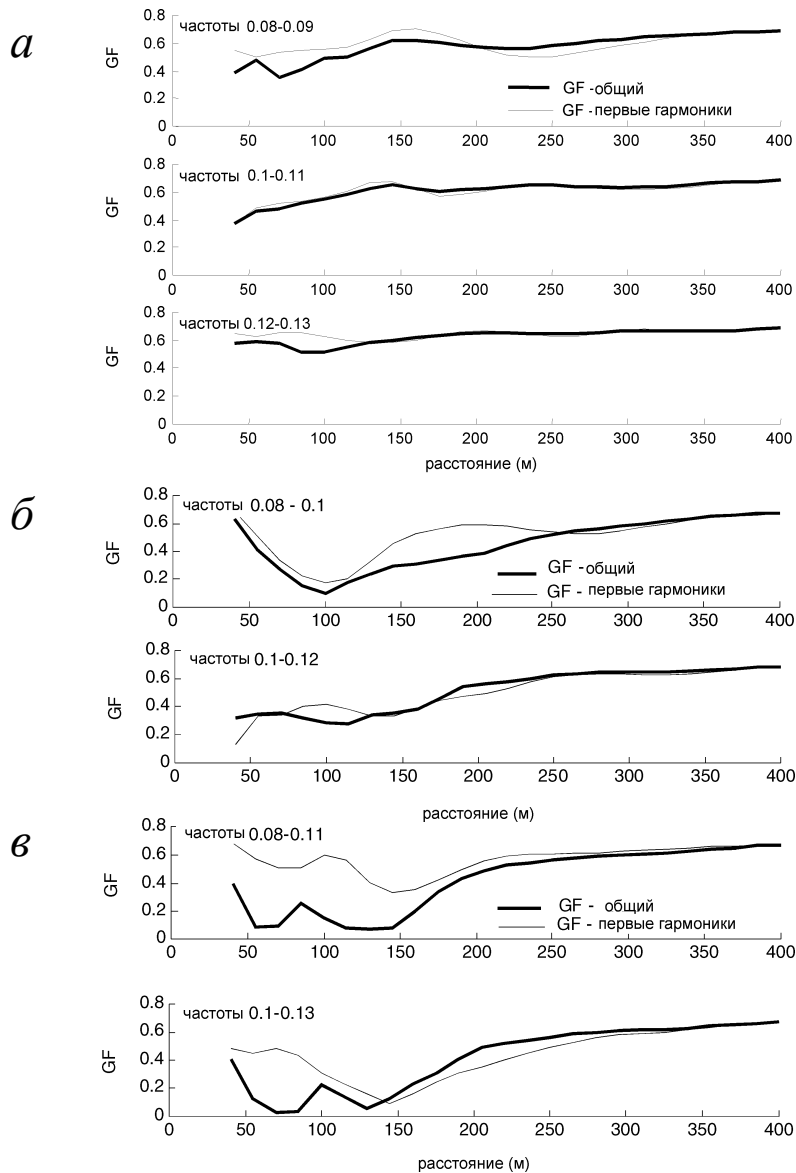 а
частоты 0.08-0.09
GF
0.8
0.6
0.4
0.2
0
GF -общий
GF -первые гармоники
0 50 100 150 200 250 300 350 400
частоты 0.1-0.11
GF
0.8
0.6
0.4
0.2
0
0 50 100 150 200 250 300 350 400
частоты 0.12-0.13
GF
0.8
0.6
0.4
0.2
0
0 50 100 150 200 250 300 350 400
расстояние (м)
б
частоты 0.08 - 0.1
GF
0.8
0.6
0.4
0.2
0
GF -общий
GF - первые гармоники
0 50 100 150 200 250 300 350 400
частоты 0.1-0.12
GF
0.8
0.6
0.4
0.2
0
0 50 100 150 200 250 300 350 400
расстояние (м)
в
частоты 0.08-0.11
GF
0.8
0.6
0.4
0.2
0
GF - общий
GF - первые гармоники
0 50 100 150 200 250 300 350 400
частоты 0.1-0.13
GF
0.8
0.6
0.4
0.2
0
0 50 100 150 200 250 300 350 400
расстояние (м)